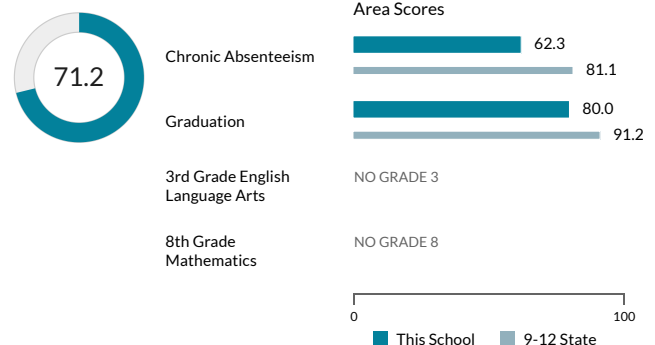 Area Scores
71.2
Chronic Absenteeism
62.3
81.1
Graduation
80.0
91.2
3rd Grade English
Language Arts
NO GRADE 3
8th Grade
Mathematics
NO GRADE 8
0
100
This School
9-12 State